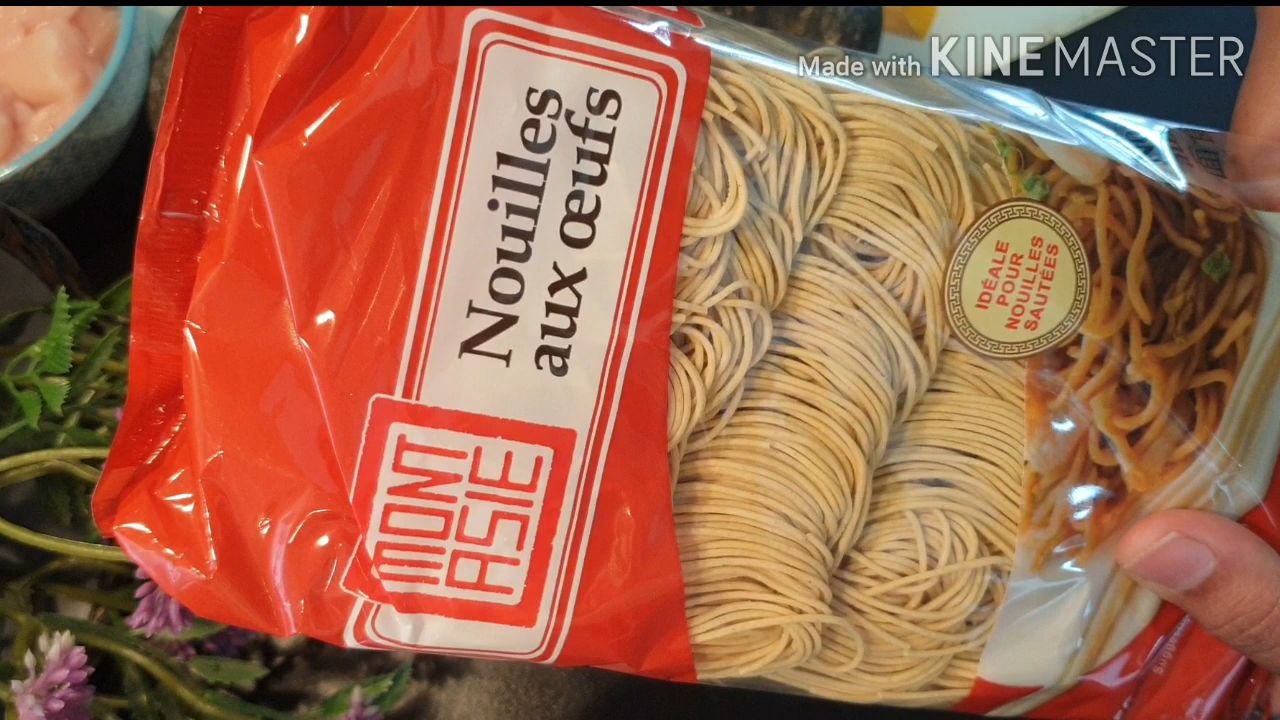 Made with KINEMASTER
Nouilles
aux œufs
MONT
ASIE
IDÉALE
POUR
NOUILLES
SAUTÉES